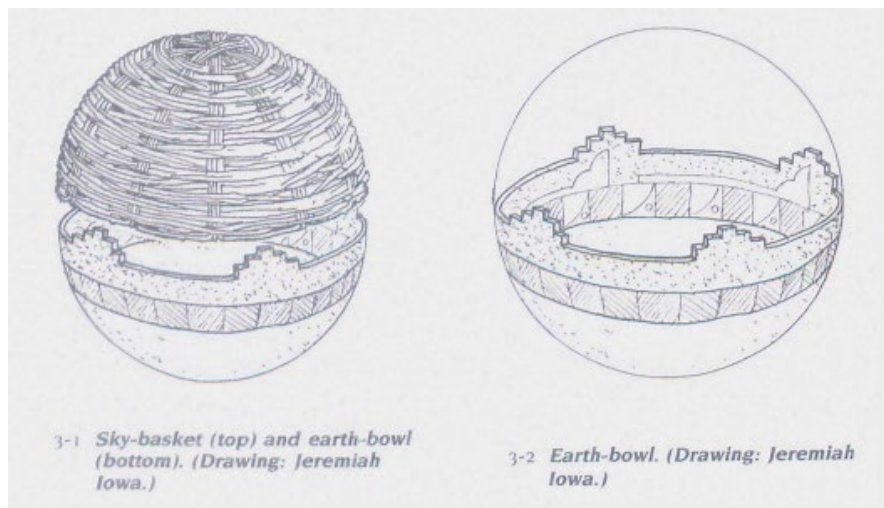 3-1 Sky-basket (top) and earth-bowl
(bottom). (Drawing: Jeremiah
Iowa.)
3-2 Earth-bowl. (Drawing: Jeremiah
Iowa.)